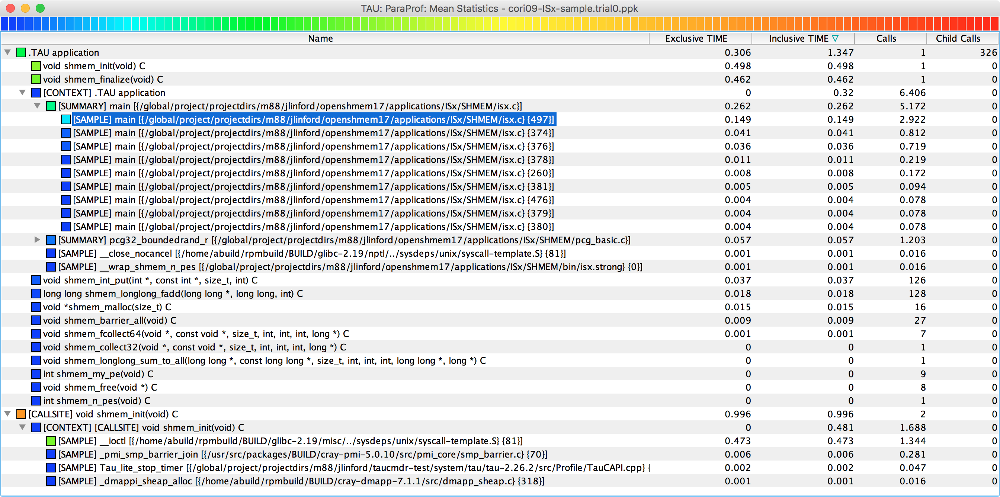 TAU: ParaProf: Mean Statistics - cori09-ISx-sample.trial0.ppk
Name Exclusive TIME Inclusive TIME ▽ Calls Child Calls
.TAU application 0.306 1.347 1 326
void shmem_init(void) C 0.498 0.498 1 0
void shmem_finalize(void) C 0.462 0.462 1 0
[CONTEXT] .TAU application 0 0.32 6.406 0
[SUMMARY] main [{/global/project/projectdirs/m88/jlinford/openshmem17/applications/ISx/SHMEM/isx.c}] 0.262 0.262 5.172 0
[SAMPLE] main [{/global/project/projectdirs/m88/jlinford/openshmem17/applications/ISx/SHMEM/isx.c} {497}] 0.149 0.149 2.922 0
[SAMPLE] main [{/global/project/projectdirs/m88/jlinford/openshmem17/applications/ISx/SHMEM/isx.c} {374}] 0.041 0.041 0.812 0
[SAMPLE] main [{/global/project/projectdirs/m88/jlinford/openshmem17/applications/ISx/SHMEM/isx.c} {376}] 0.036 0.036 0.719 0
[SAMPLE] main [{/global/project/projectdirs/m88/jlinford/openshmem17/applications/ISx/SHMEM/isx.c} {378}] 0.011 0.011 0.219 0
[SAMPLE] main [{/global/project/projectdirs/m88/jlinford/openshmem17/applications/ISx/SHMEM/isx.c} {260}] 0.008 0.008 0.172 0
[SAMPLE] main [{/global/project/projectdirs/m88/jlinford/openshmem17/applications/ISx/SHMEM/isx.c} {381}] 0.005 0.005 0.094 0
[SAMPLE] main [{/global/project/projectdirs/m88/jlinford/openshmem17/applications/ISx/SHMEM/isx.c} {476}] 0.004 0.004 0.078 0
[SAMPLE] main [{/global/project/projectdirs/m88/jlinford/openshmem17/applications/ISx/SHMEM/isx.c} {379}] 0.004 0.004 0.078 0
[SAMPLE] main [{/global/project/projectdirs/m88/jlinford/openshmem17/applications/ISx/SHMEM/isx.c} {380}] 0.004 0.004 0.078 0
[SUMMARY] pcg32_boundedrand_r [{/global/project/projectdirs/m88/jlinford/openshmem17/applications/ISx/SHMEM/pcg_basic.c}] 0.057 0.057 1.203 0
[SAMPLE] __close_nocancel [{/home/abuild/rpmbuild/BUILD/glibc-2.19/nptl/../sysdeps/unix/syscall-template.S} {81}] 0.001 0.001 0.016 0
[SAMPLE] __wrap_shmem_n_pes [{/global/project/projectdirs/m88/jlinford/openshmem17/applications/ISx/SHMEM/bin/isx.strong} {0}] 0.001 0.001 0.016 0
void shmem_int_put(int *, const int *, size_t, int) C 0.037 0.037 126 0
long long shmem_longlong_fadd(long long *, long long, int) C 0.018 0.018 128 0
void *shmem_malloc(size_t) C 0.015 0.015 16 0
void shmem_barrier_all(void) C 0.009 0.009 27 0
void shmem_fcollect64(void *, const void *, size_t, int, int, int, long *) C 0.001 0.001 7 0
void shmem_collect32(void *, const void *, size_t, int, int, int, long *) C 0 0 1 0
void shmem_longlong_sum_to_all(long long *, const long long *, size_t, int, int, int, long long *, long *) C 0 0 1 0
int shmem_my_pe(void) C 0 0 9 0
void shmem_free(void *) C 0 0 8 0
int shmem_n_pes(void) C 0 0 1 0
[CALLSITE] void shmem_init(void) C 0.996 0.996 2 0
[CONTEXT] [CALLSITE] void shmem_init(void) C 0 0.481 1.688 0
[SAMPLE] __ioctl [{/home/abuild/rpmbuild/BUILD/glibc-2.19/misc/../sysdeps/unix/syscall-template.S} {81}] 0.473 0.473 1.344 0
[SAMPLE] _pmi_smp_barrier_join [{/usr/src/packages/BUILD/cray-pmi-5.0.10/src/pmi_core/smp_barrier.c} {70}] 0.006 0.006 0.281 0
[SAMPLE] Tau_lite_stop_timer [{/global/project/projectdirs/m88/jlinford/taucmdr-test/system/tau/tau-2.26.2/src/Profile/TauCAPI.cpp} { 0.002 0.002 0.047 0
[SAMPLE] _dmappi_sheap_alloc [{/home/abuild/rpmbuild/BUILD/cray-dmapp-7.1.1/src/dmapp_sheap.c} {318}] 0.001 0.001 0.016 0